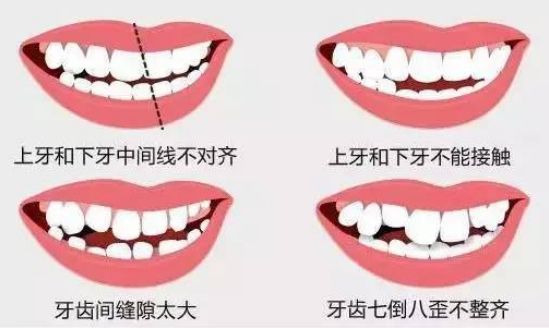 上牙和下牙中间线不对齐
上牙和下牙不能接触
牙齿间缝隙太大
牙齿七倒八歪不整齐